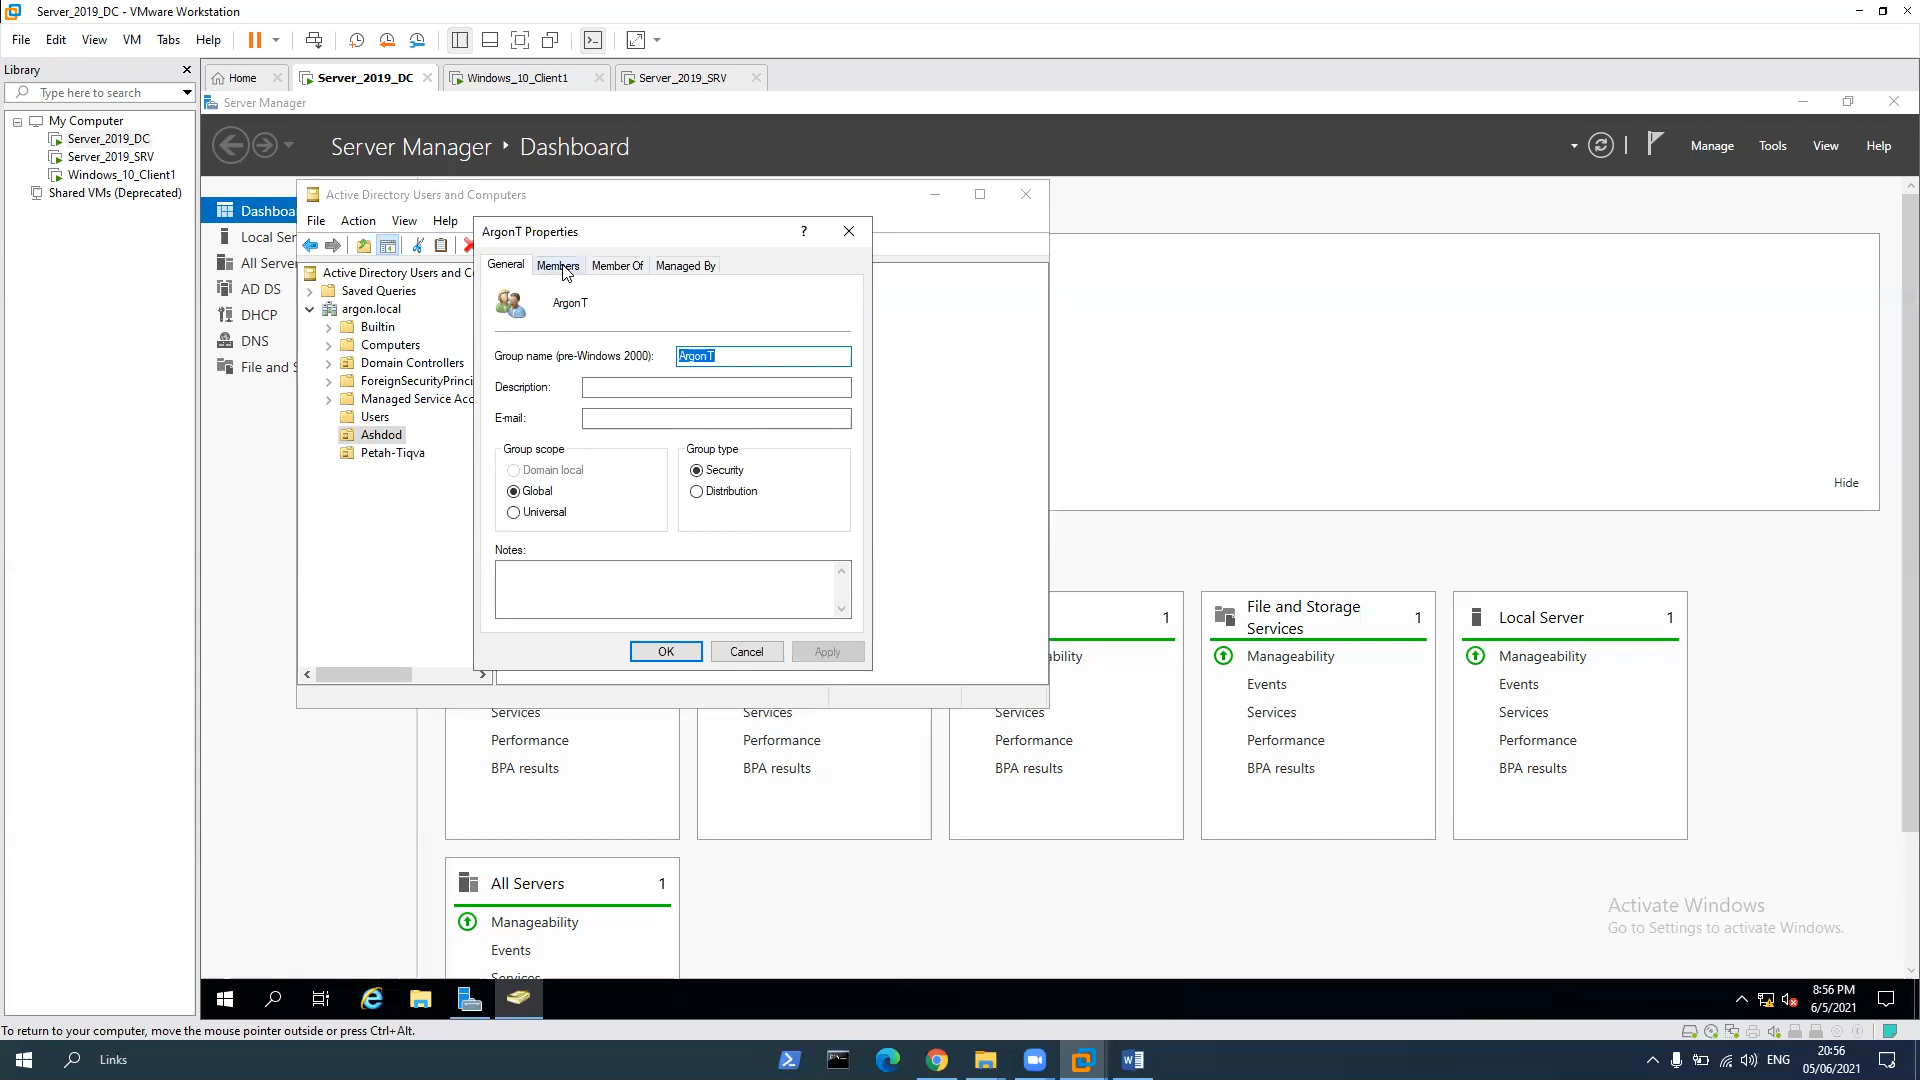 Server_2019_DC - VMware Workstation
File Edit View VM Tabs Help
Library
Type here to search
My Computer
Server_2019_DC
Server_2019_SRV
Windows_10_Client1
Shared VMs (Deprecated)
Home Server_2019_DC Windows_10_Client1 Server_2019_SRV
Server Manager
Server Manager • Dashboard
Manage Tools View Help
Dashboa
Local Ser
All Serve
AD DS
DHCP
DNS
File and S
Active Directory Users and Computers
File Action View Help
Active Directory Users and C
Saved Queries
argon.local
Builtin
Computers
Domain Controllers
ForeignSecurityPrinci
Managed Service Acc
Users
Ashdod
Petah-Tiqva
ArgonT Properties ?
General Members Member Of Managed By
ArgonT
Group name (pre-Windows 2000): ArgonT
Description:
E-mail:
Group scope Group type
Domain local Security
Global Distribution
Universal
Notes:
OK Cancel Apply
Hide
1
ability
Services
Performance
BPA results
Services
Performance
BPA results
Services
Performance
BPA results
File and Storage
Services 1
Manageability
Events
Services
Performance
BPA results
Local Server 1
Manageability
Events
Services
Performance
BPA results
All Servers 1
Manageability
Events
Services
Activate Windows
Go to Settings to activate Windows.
8:56 PM
6/5/2021
To return to your computer, move the mouse pointer outside or press Ctrl+Alt.
Links
ENG
20:56
05/06/2021